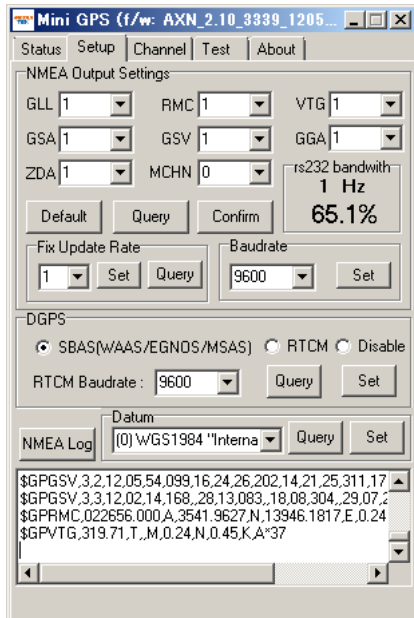 Mini GPS (f/w: AXN_2.10_3339_1205...
Status Setup Channel Test About
NMEA Output Settings
GLL 1 RMC 1 VTG 1
GSA 1 GSV 1 GGA 1
ZDA 1 MCHN 0 rs232 bandwith
1 Hz
65.1%
Default Query Confirm
Fix Update Rate Baudrate
1 Set Query 9600 Set
DGPS
SBAS(WAAS/EGNOS/MSAS) RTCM Disable
RTCM Baudrate : 9600 Query Set
Datum
NMEA Log (0) WGS1984 "Interna Query Set
$GPGSV,3,2,12,05,54,099,16,24,26,202,14,21,25,311,17
$GPGSV,3,3,12,02,14,168,,28,13,083,,18,08,304,,29,07,2
$GPRMC,022656.000,A,3541.9627,N,13946.1817,E,0.24
$GPVTG,319.71,T,,M,0.24,N,0.45,K,A*37